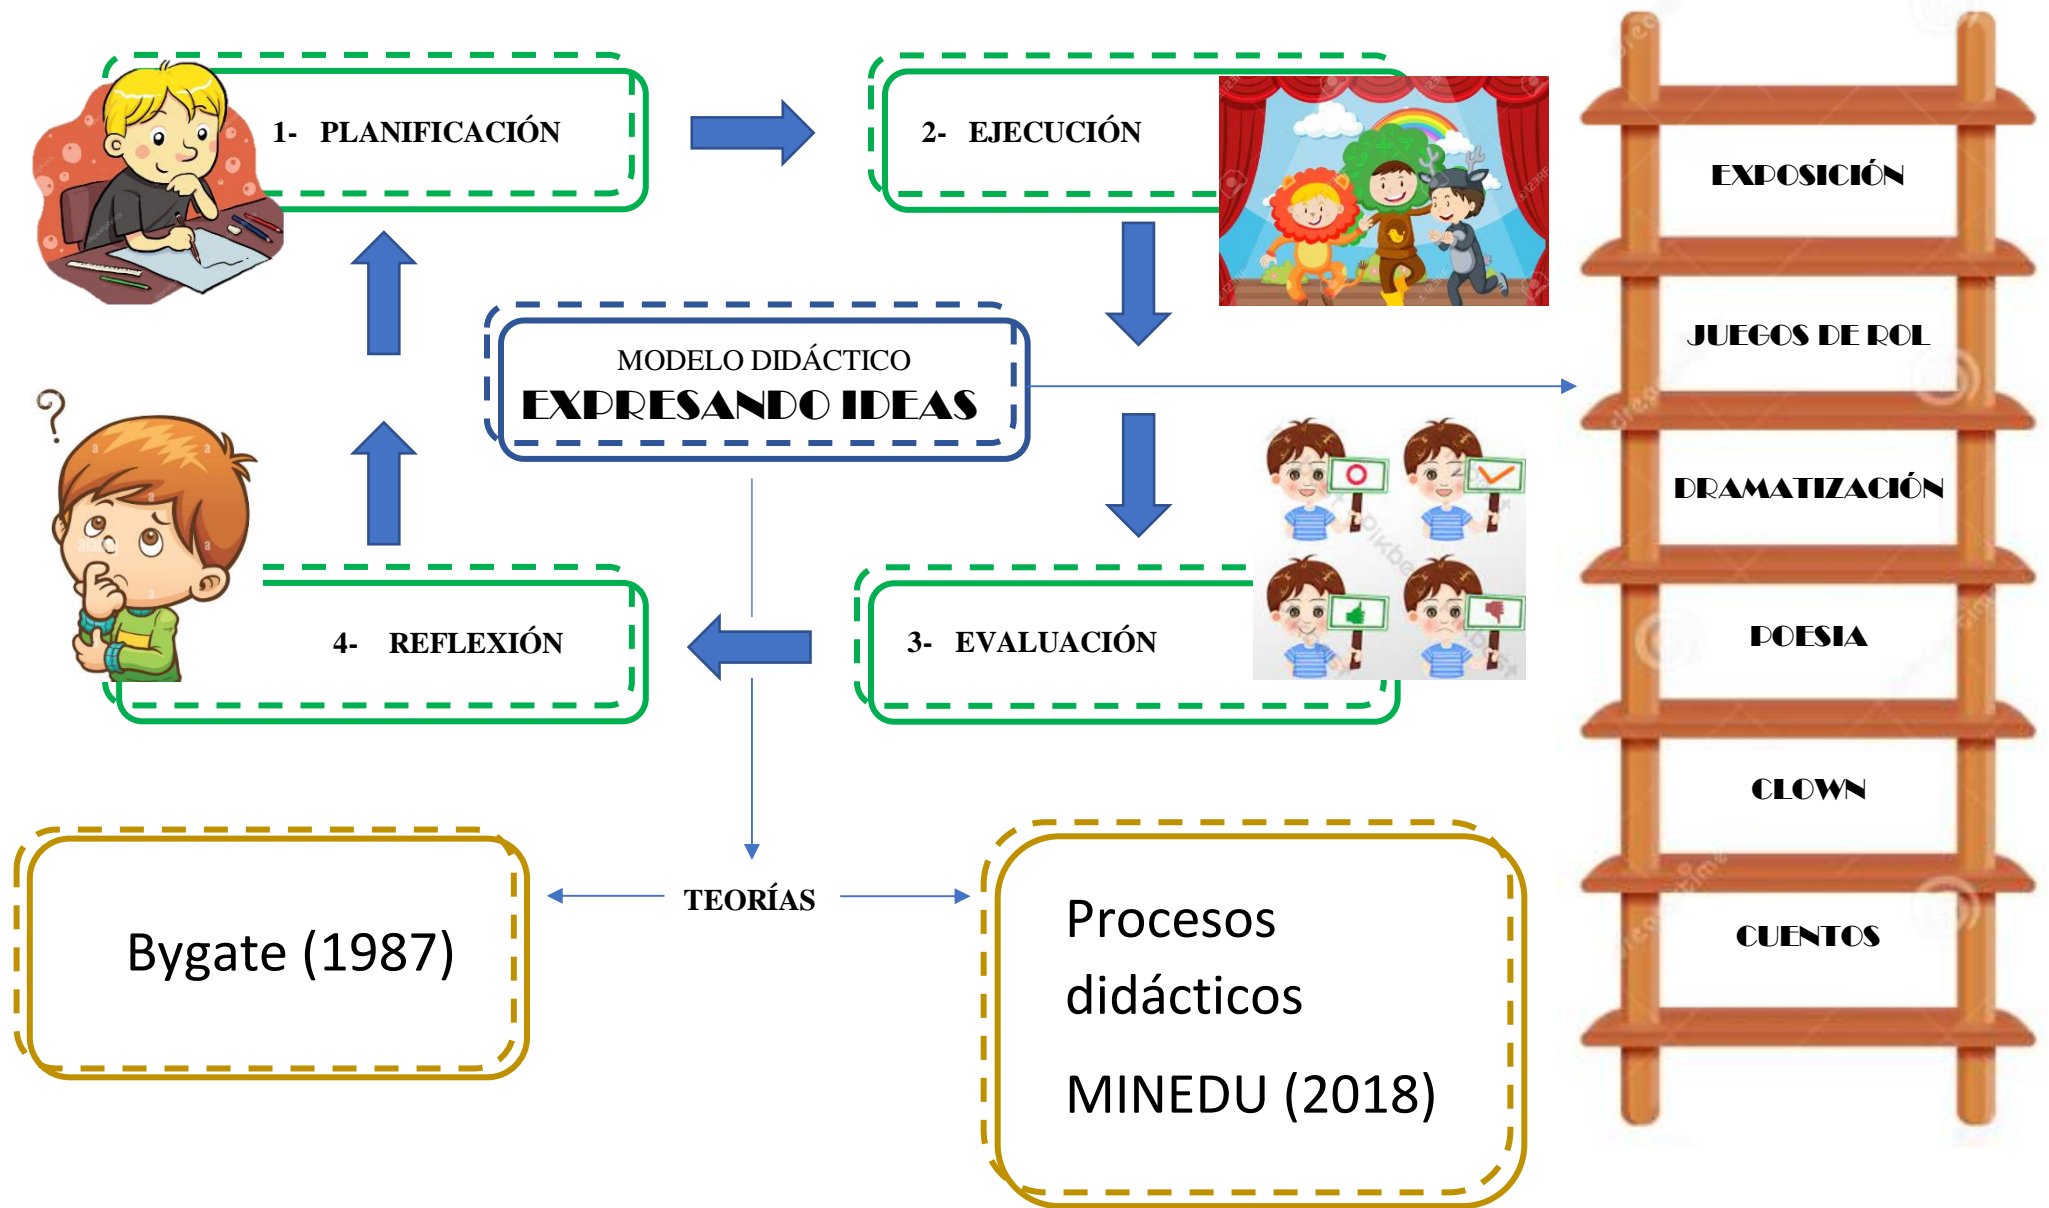 1- PLANIFICACIÓN
2- EJECUCIÓN
MODELO DIDÁCTICO
EXPRESANDO IDEAS
4- REFLEXIÓN
3- EVALUACIÓN
TEORÍAS
Bygate (1987)
Procesos
didácticos
MINEDU (2018)
EXPOSICIÓN
JUEGOS DE ROL
DRAMATIZACIÓN
POESIA
CLOWN
CUENTOS